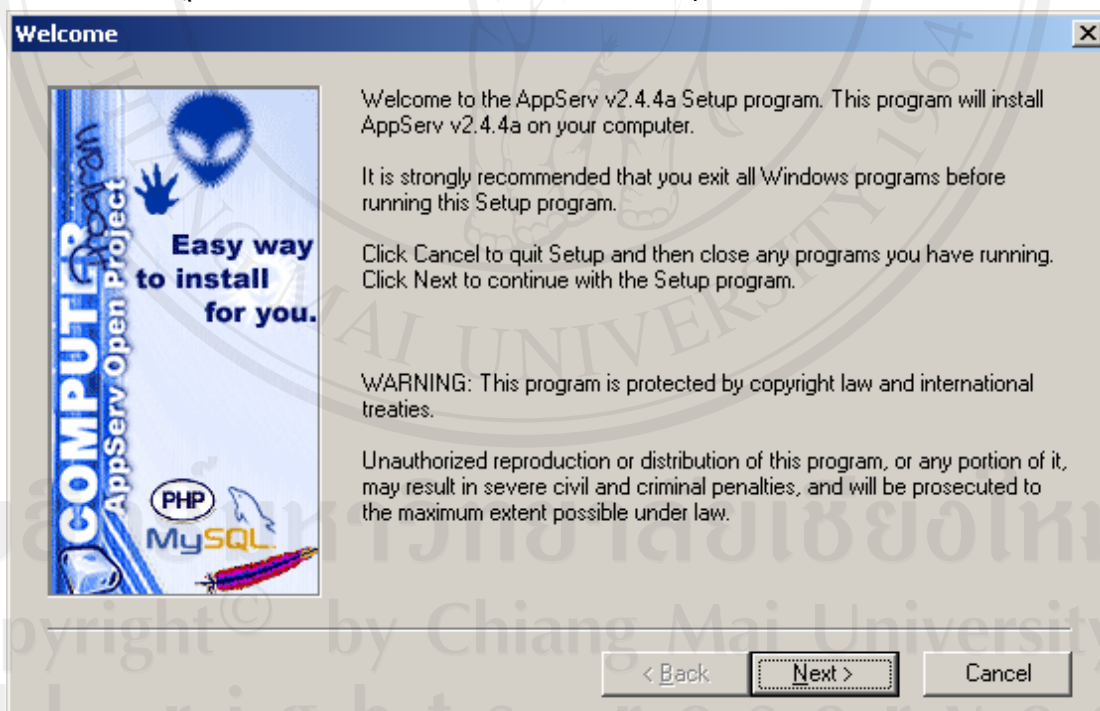 Welcome
Welcome to the AppServ v2.4.4a Setup program. This program will install
AppServ v2.4.4a on your computer.
It is strongly recommended that you exit all Windows programs before
running this Setup program.
Click Cancel to quit Setup and then close any programs you have running.
Click Next to continue with the Setup program.
WARNING: This program is protected by copyright law and international
treaties.
Unauthorized reproduction or distribution of this program, or any portion of it,
may result in severe civil and criminal penalties, and will be prosecuted to
the maximum extent possible under law.
COMPUTER
program
AppServ Open Project
Easy way
to install
for you.
PHP
MySQL
< Back
Next >
Cancel
CHIANG MAI UNIVERSITY 1964
pyright© by Chiang Mai University